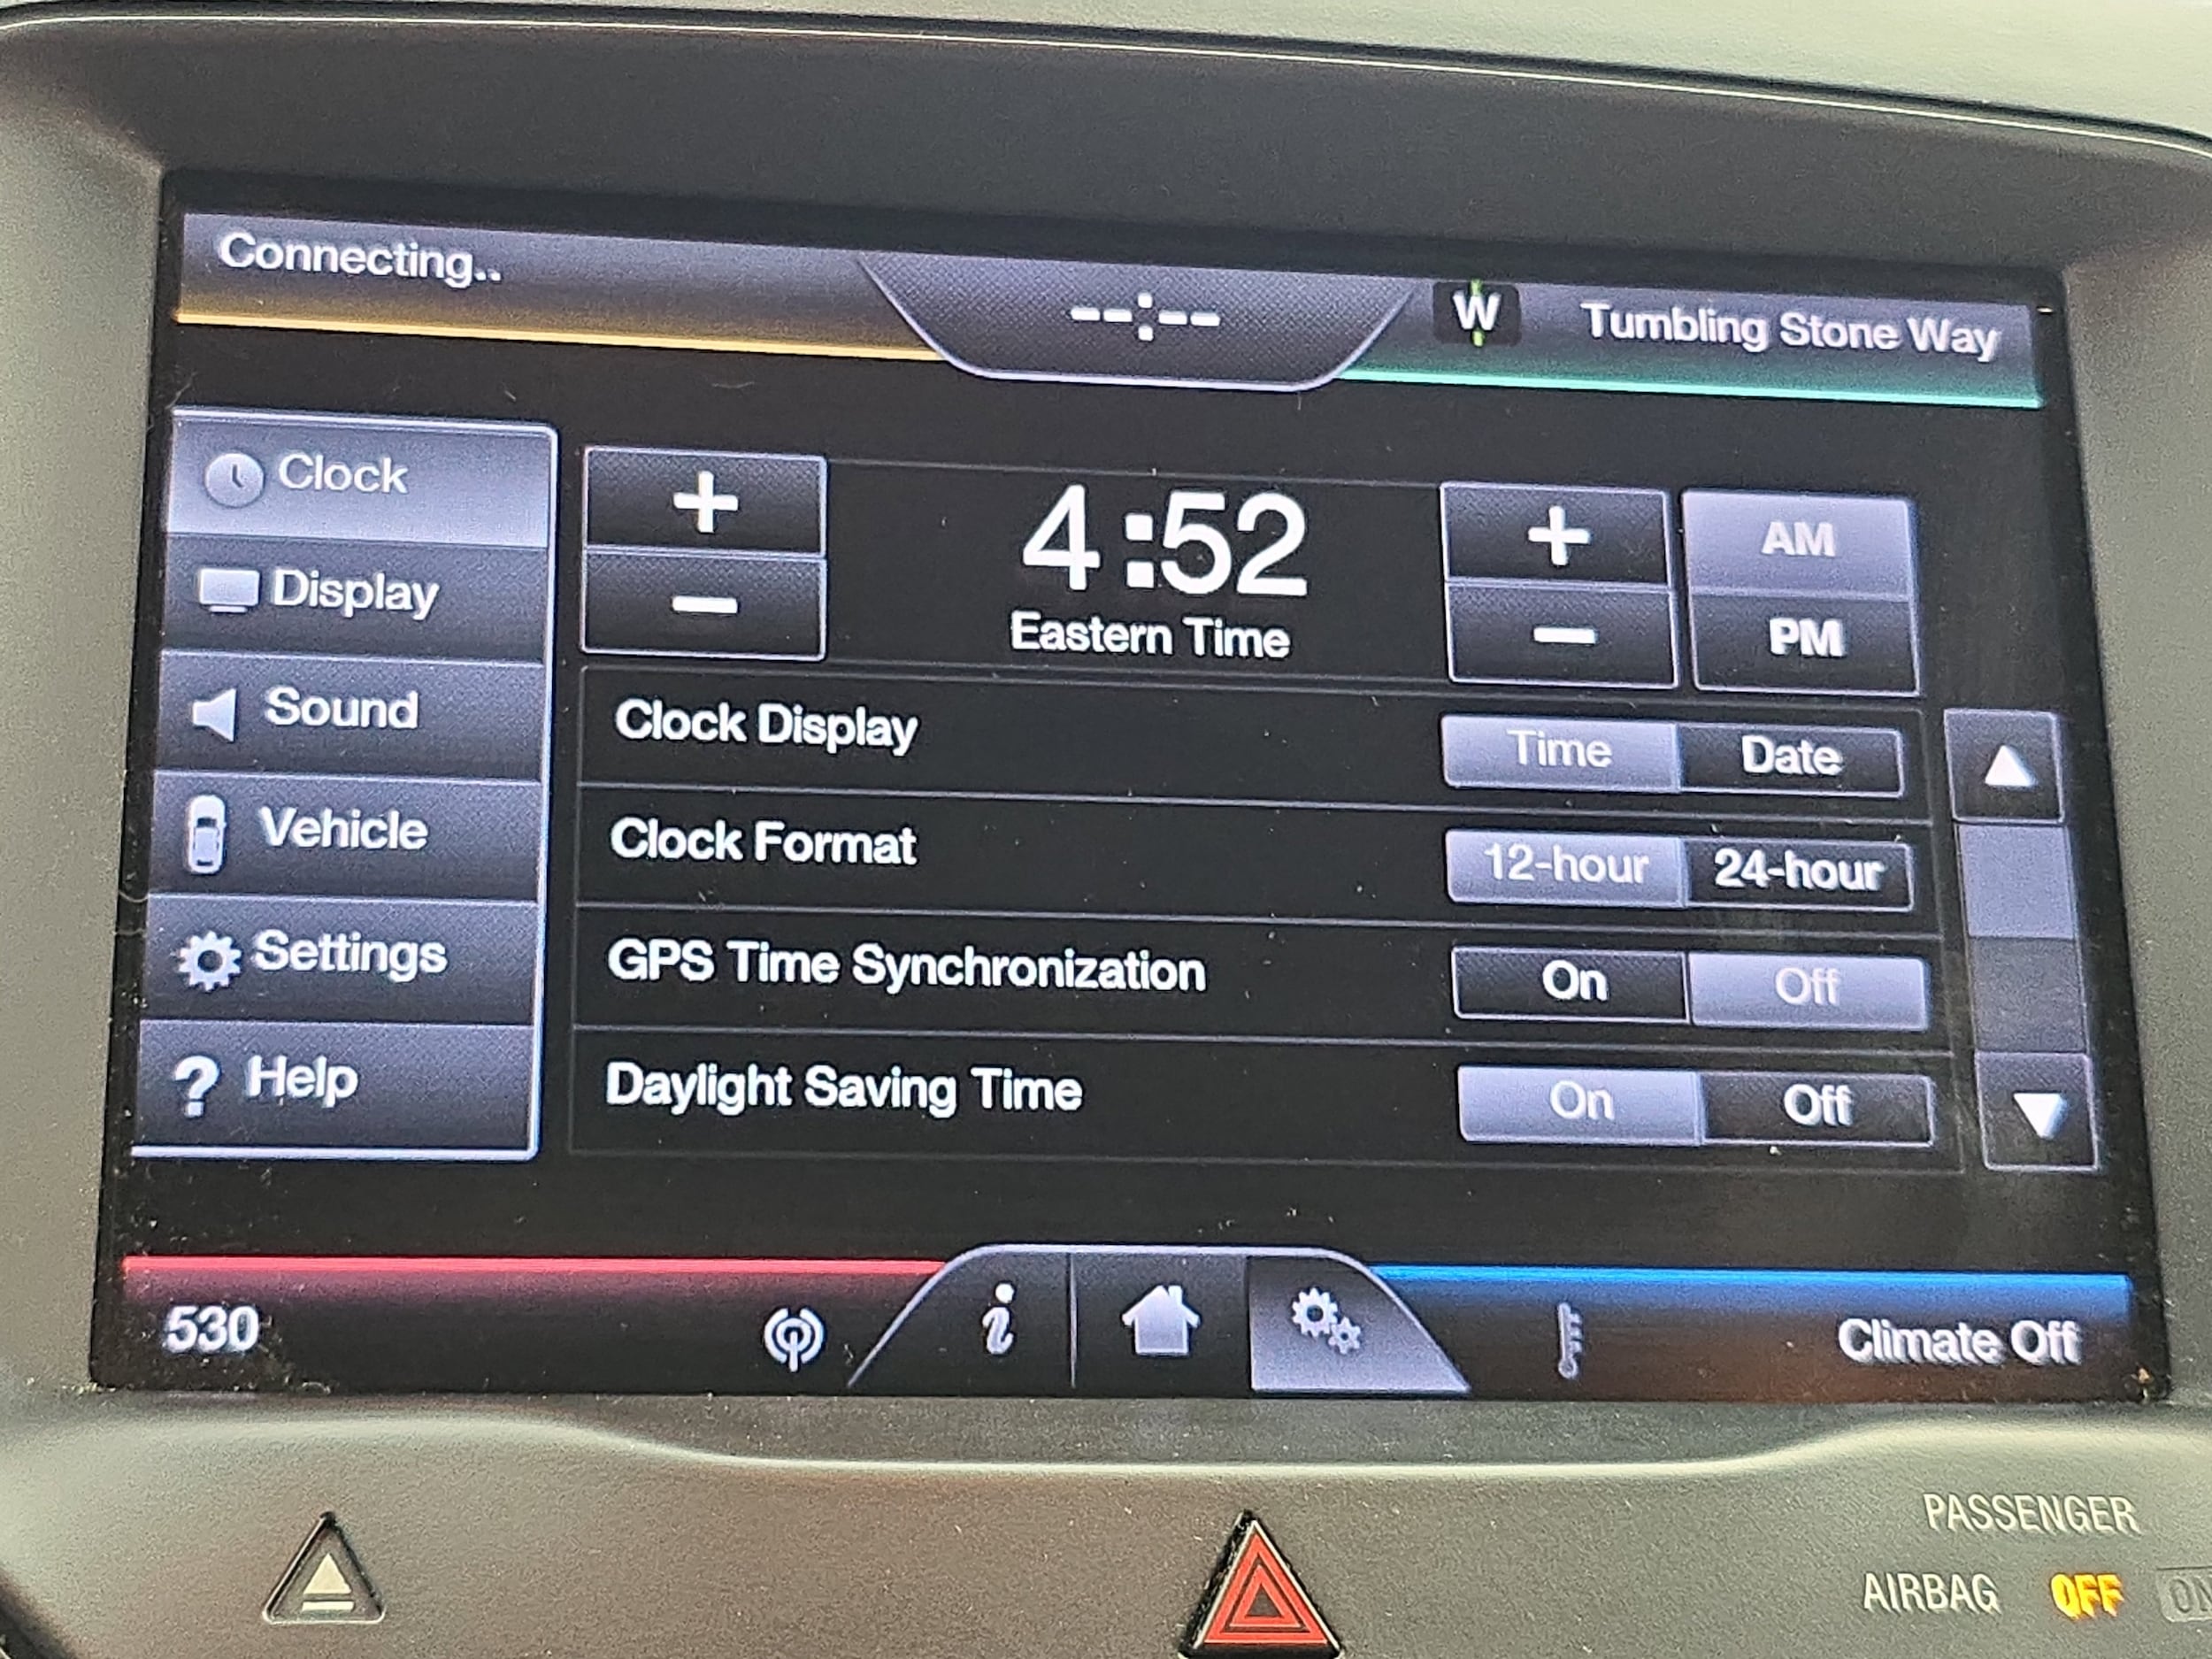 Connecting..
--:--
W
Tumbling Stone Way
Clock
Display
Sound
Vehicle
Settings
? Help
+
-
4:52
Eastern Time
+
-
AM
PM
Clock Display
Time
Date
Clock Format
12-hour
24-hour
GPS Time Synchronization
On
Off
Daylight Saving Time
On
Off
530
i
Climate Off
PASSENGER
AIRBAG OFF